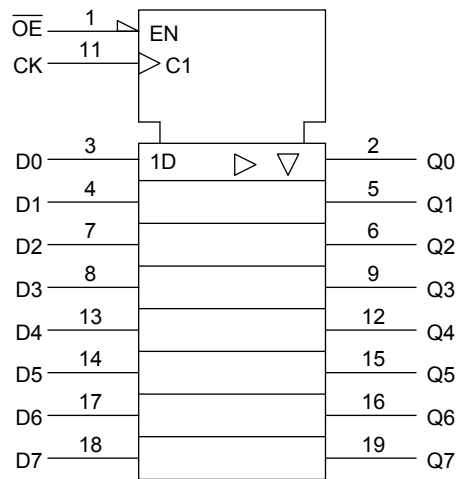 O͞E͞ 1 EN
CK 11 C1
D0 3 1D 2 Q0
D1 4 5 Q1
D2 7 6 Q2
D3 8 9 Q3
D4 13 12 Q4
D5 14 15 Q5
D6 17 16 Q6
D7 18 19 Q7